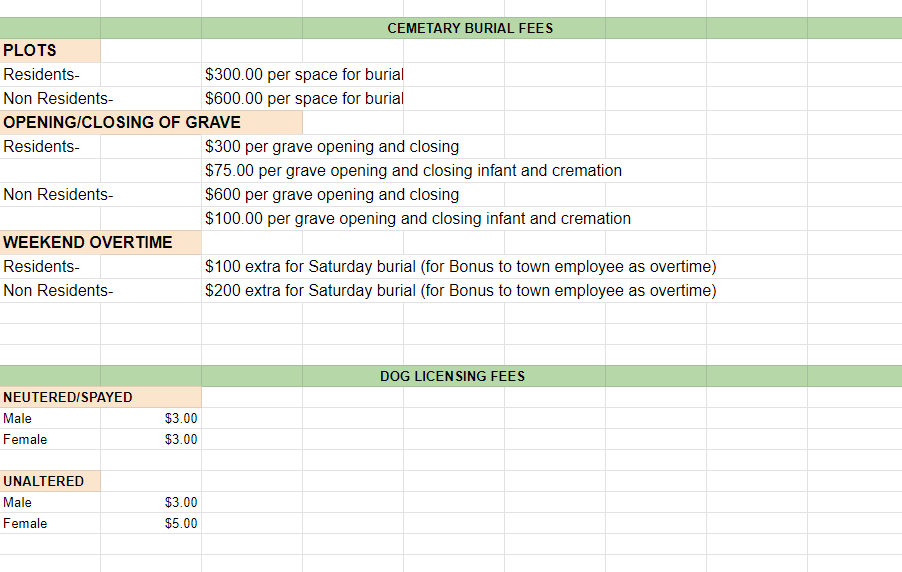 CEMETARY BURIAL FEES
PLOTS
Residents- $300.00 per space for burial
Non Residents- $600.00 per space for burial
OPENING/CLOSING OF GRAVE
Residents- $300 per grave opening and closing
$75.00 per grave opening and closing infant and cremation
Non Residents- $600 per grave opening and closing
$100.00 per grave opening and closing infant and cremation
WEEKEND OVERTIME
Residents- $100 extra for Saturday burial (for Bonus to town employee as overtime)
Non Residents- $200 extra for Saturday burial (for Bonus to town employee as overtime)
DOG LICENSING FEES
NEUTERED/SPAYED
Male $3.00
Female $3.00
UNALTERED
Male $3.00
Female $5.00